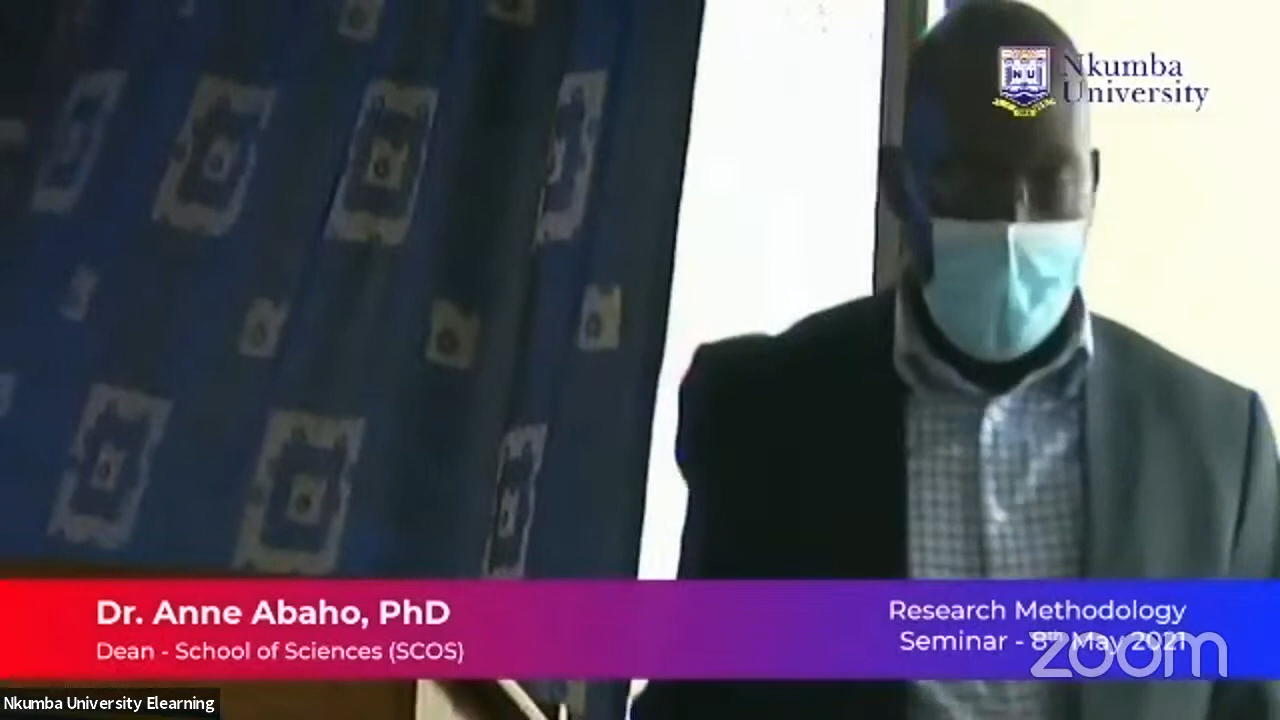 NU
Nkumba
University
Dr. Anne Abaho, PhD
Dean - School of Sciences (SCOS)
Research Methodology
Seminar - 8th May 2021
zoom
Nkumba University Elearning